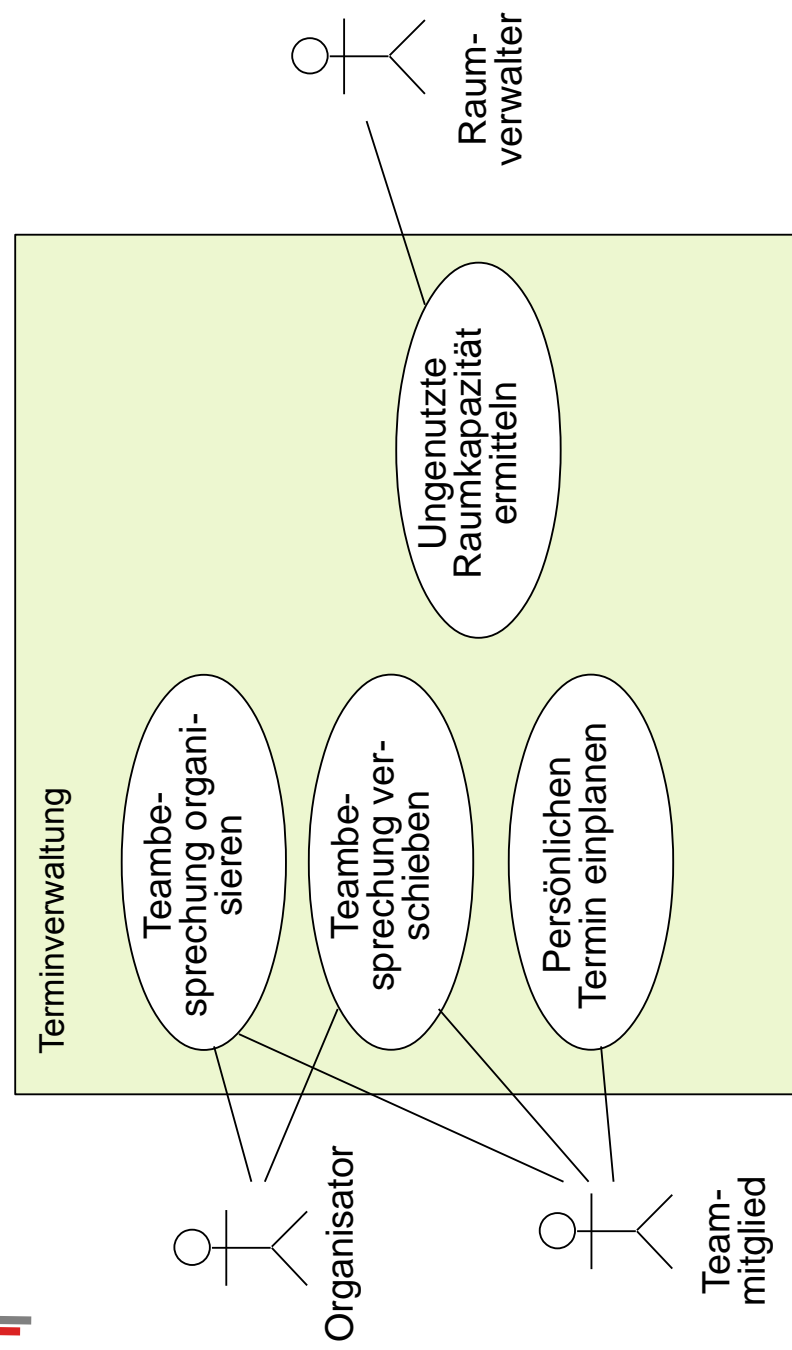 Terminverwaltung
Teambe-
sprechung organi-
sieren
Teambe-
sprechung ver-
schieben
Persönlichen
Termin einplanen
Ungenutzte
Raumkapazität
ermitteln
Organisator
Team-
mitglied
Raum-
verwalter